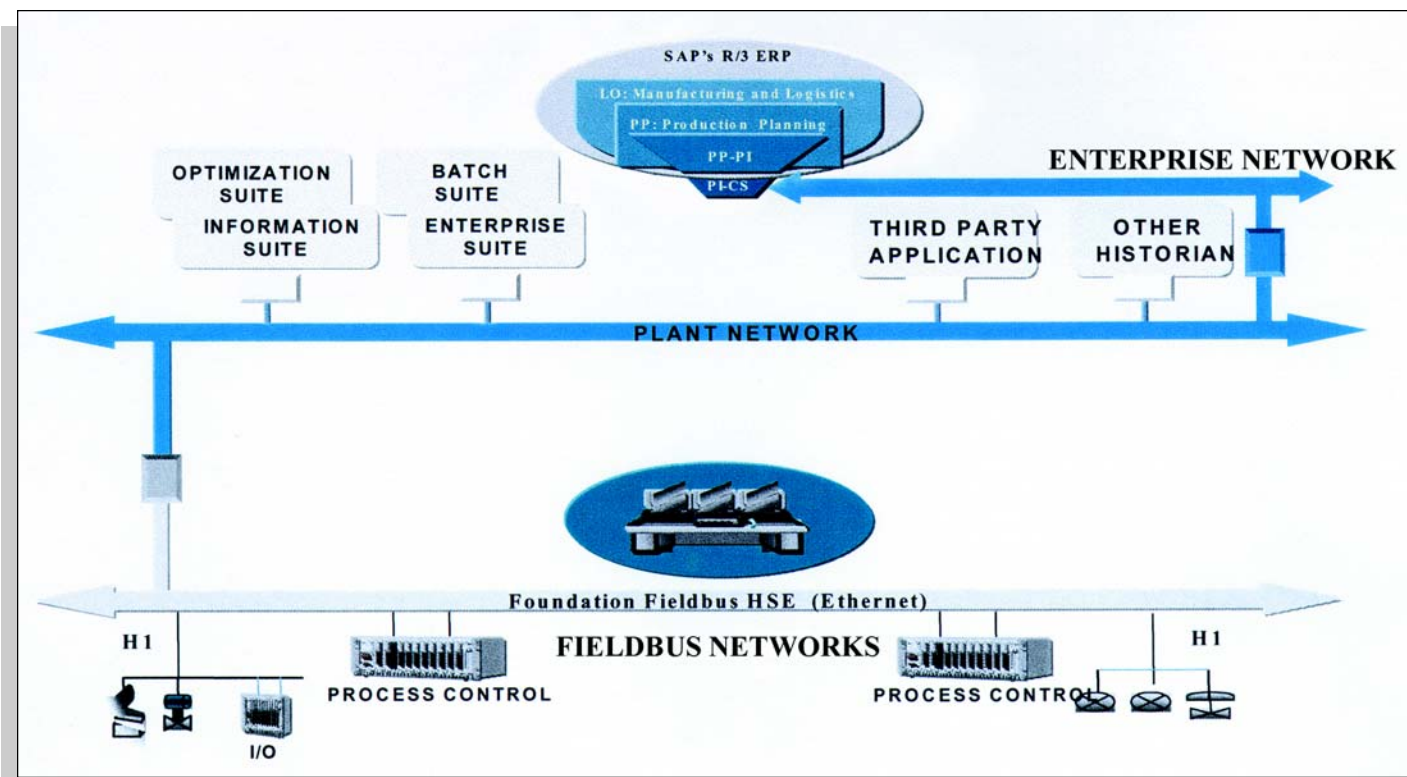 SAP's R/3 ERP
LO: Manufacturing and Logistics
PP: Production Planning
PP-PI
PI-CS
ENTERPRISE NETWORK
OPTIMIZATION
SUITE
BATCH
SUITE
INFORMATION
SUITE
ENTERPRISE
SUITE
THIRD PARTY
APPLICATION
OTHER
HISTORIAN
PLANT NETWORK
Foundation Fieldbus HSE (Ethernet)
H1
FIELDBUS NETWORKS
H1
PROCESS CONTROL
PROCESS CONTROL
I/O